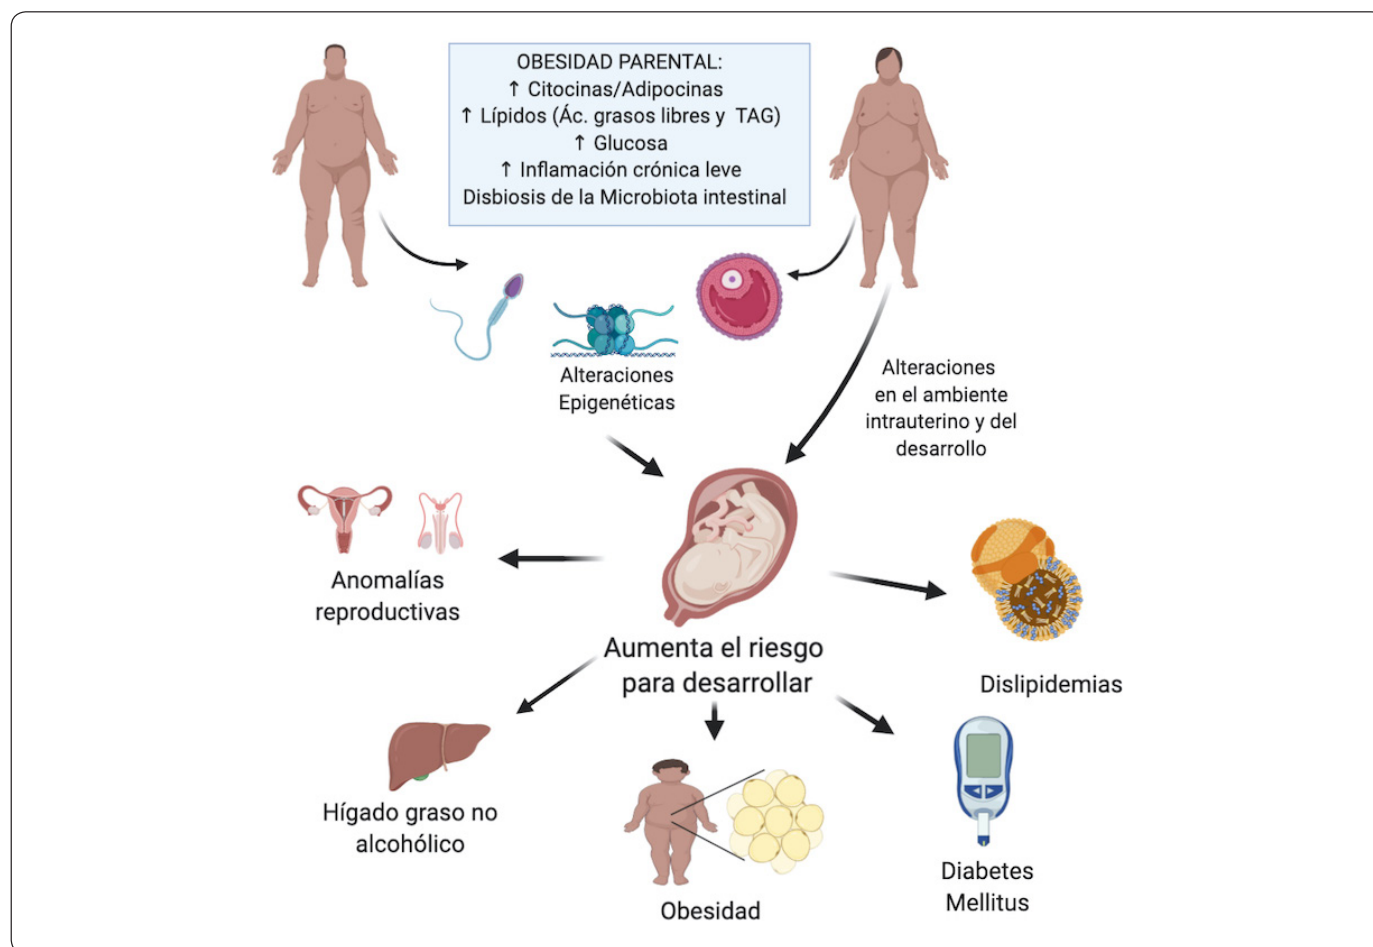 OBESIDAD PARENTAL:
↑ Citocinas/Adipocinas
↑ Lípidos (Ác. grasos libres y TAG)
↑ Glucosa
↑ Inflamación crónica leve
Disbiosis de la Microbiota intestinal
Alteraciones
Epigenéticas
Alteraciones
en el ambiente
intrauterino y del
desarrollo
Anomalías
reproductivas
Aumenta el riesgo
para desarrollar
Dislipidemias
Hígado graso no
alcohólico
Obesidad
Diabetes
Mellitus